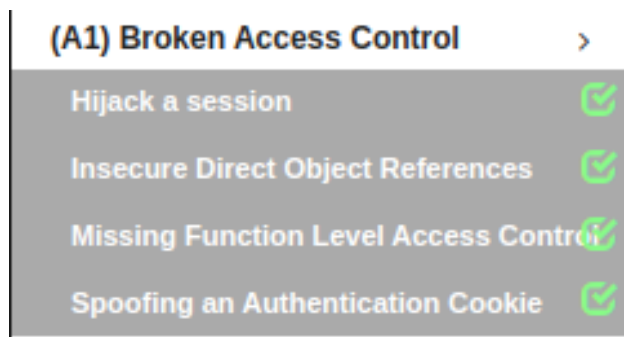 (A1) Broken Access Control
Hijack a session
Insecure Direct Object References
Missing Function Level Access Control
Spoofing an Authentication Cookie